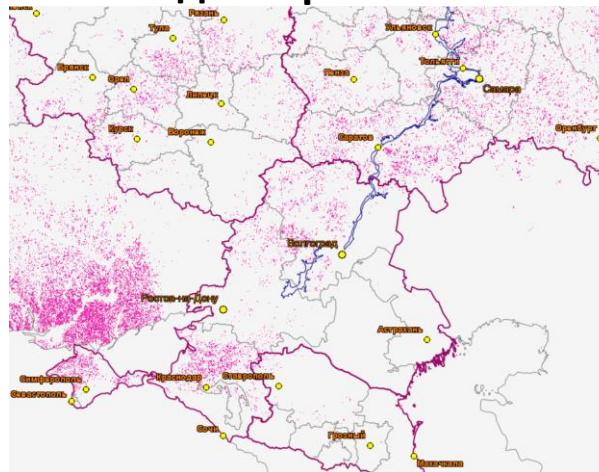 Рязань
Тула
Ульяновск
Тольятти
Самара
Брянск
Орел
Пенза
Липецк
Курск
Воронеж
Саратов
Оренбург
Волгоград
Ростов-на-Дону
Астрахань
Симферополь
Севастополь
Краснодар
Ставрополь
Сочи
Грозный
Махачкала